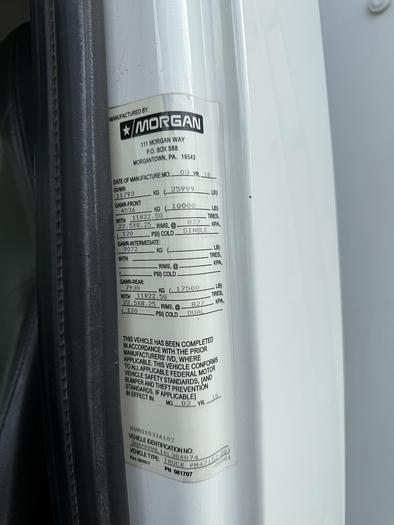 MANUFACTURED BY:
MORGAN
111 MORGAN WAY
P.O. BOX 588
MORGANTOWN, PA. 19543
DATE OF MANUFACTURE: MO 03 YR. 18
GVWR:
11793 KG ( 25999 LB)
GAWR-FRONT:
4536 KG ( 10000 LB)
WITH 11R22.5G TIRES,
22.5X8.25 RIMS, @ 827 KPA,
( 120 PSI) COLD SINGLE
GAWR-INTERMEDIATE:
9072 KG ( LB)
WITH TIRES,
RIMS, @ KPA,
( PSI) COLD
GAWR-REAR:
7938 KG ( 17500 LB)
WITH 11R22.5G TIRES,
22.5X8.25 RIMS, @ 827 KPA,
( 120 PSI) COLD DUAL
THIS VEHICLE HAS BEEN COMPLETED
IN ACCORDANCE WITH THE PRIOR
MANUFACTURERS' IVD, WHERE
APPLICABLE. THIS VEHICLE CONFORMS
TO ALL APPLICABLE FEDERAL MOTOR
VEHICLE SAFETY STANDARDS, [AND
BUMPER AND THEFT PREVENTION
STANDARDS, IF APPLICABLE]
IN EFFECT IN. MO 02 YR. 18
VEHICLE IDENTIFICATION NO:
VEHICLE TYPE: TRUCK
PN 081707